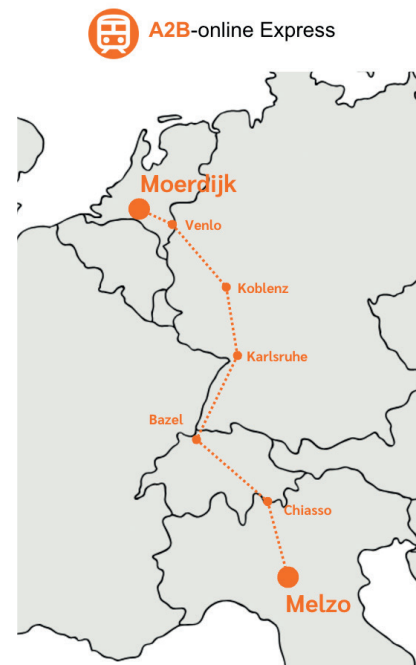 A2B-online Express
Moerdijk
Venlo
Koblenz
Karlsruhe
Bazel
Chiasso
Melzo